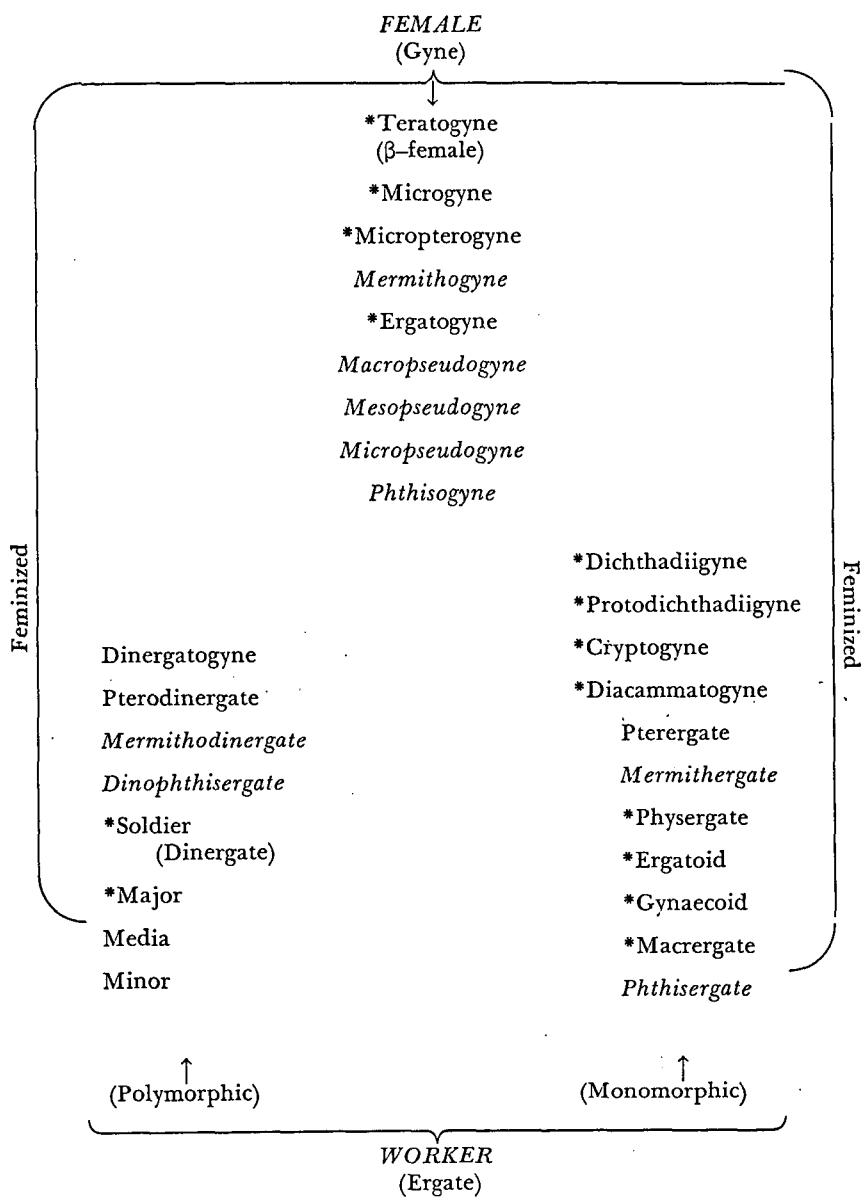 FEMALE
(Gyne)
*Teratogyne
(β–female)
*Microgyne
*Micropterogyne
Mermithogyne
*Ergatogyne
Macropseudogyne
Mesopseudogyne
Micropseudogyne
Phthisogyne
Feminized
Dinergatogyne
Pterodinergate
Mermithodinergate
Dinophthisergate
*Soldier
(Dinergate)
*Major
Media
Minor
(Polymorphic)
*Dichthadiigyne
*Protodichthadiigyne
*Cryptogyne
*Diacammatogyne
Pterergate
Mermithergate
*Physergate
*Ergatoid
*Gynaecoid
*Macrergate
Phthisergate
(Monomorphic)
Feminized
WORKER
(Ergate)